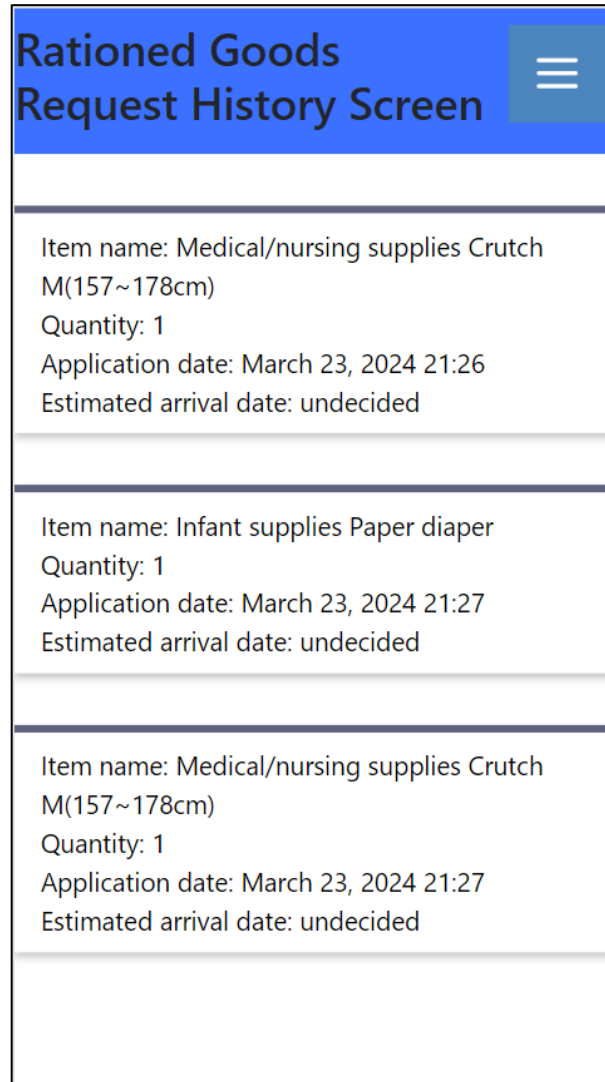 Rationed Goods
Request History Screen
Item name: Medical/nursing supplies Crutch
M(157~178cm)
Quantity: 1
Application date: March 23, 2024 21:26
Estimated arrival date: undecided
Item name: Infant supplies Paper diaper
Quantity: 1
Application date: March 23, 2024 21:27
Estimated arrival date: undecided
Item name: Medical/nursing supplies Crutch
M(157~178cm)
Quantity: 1
Application date: March 23, 2024 21:27
Estimated arrival date: undecided